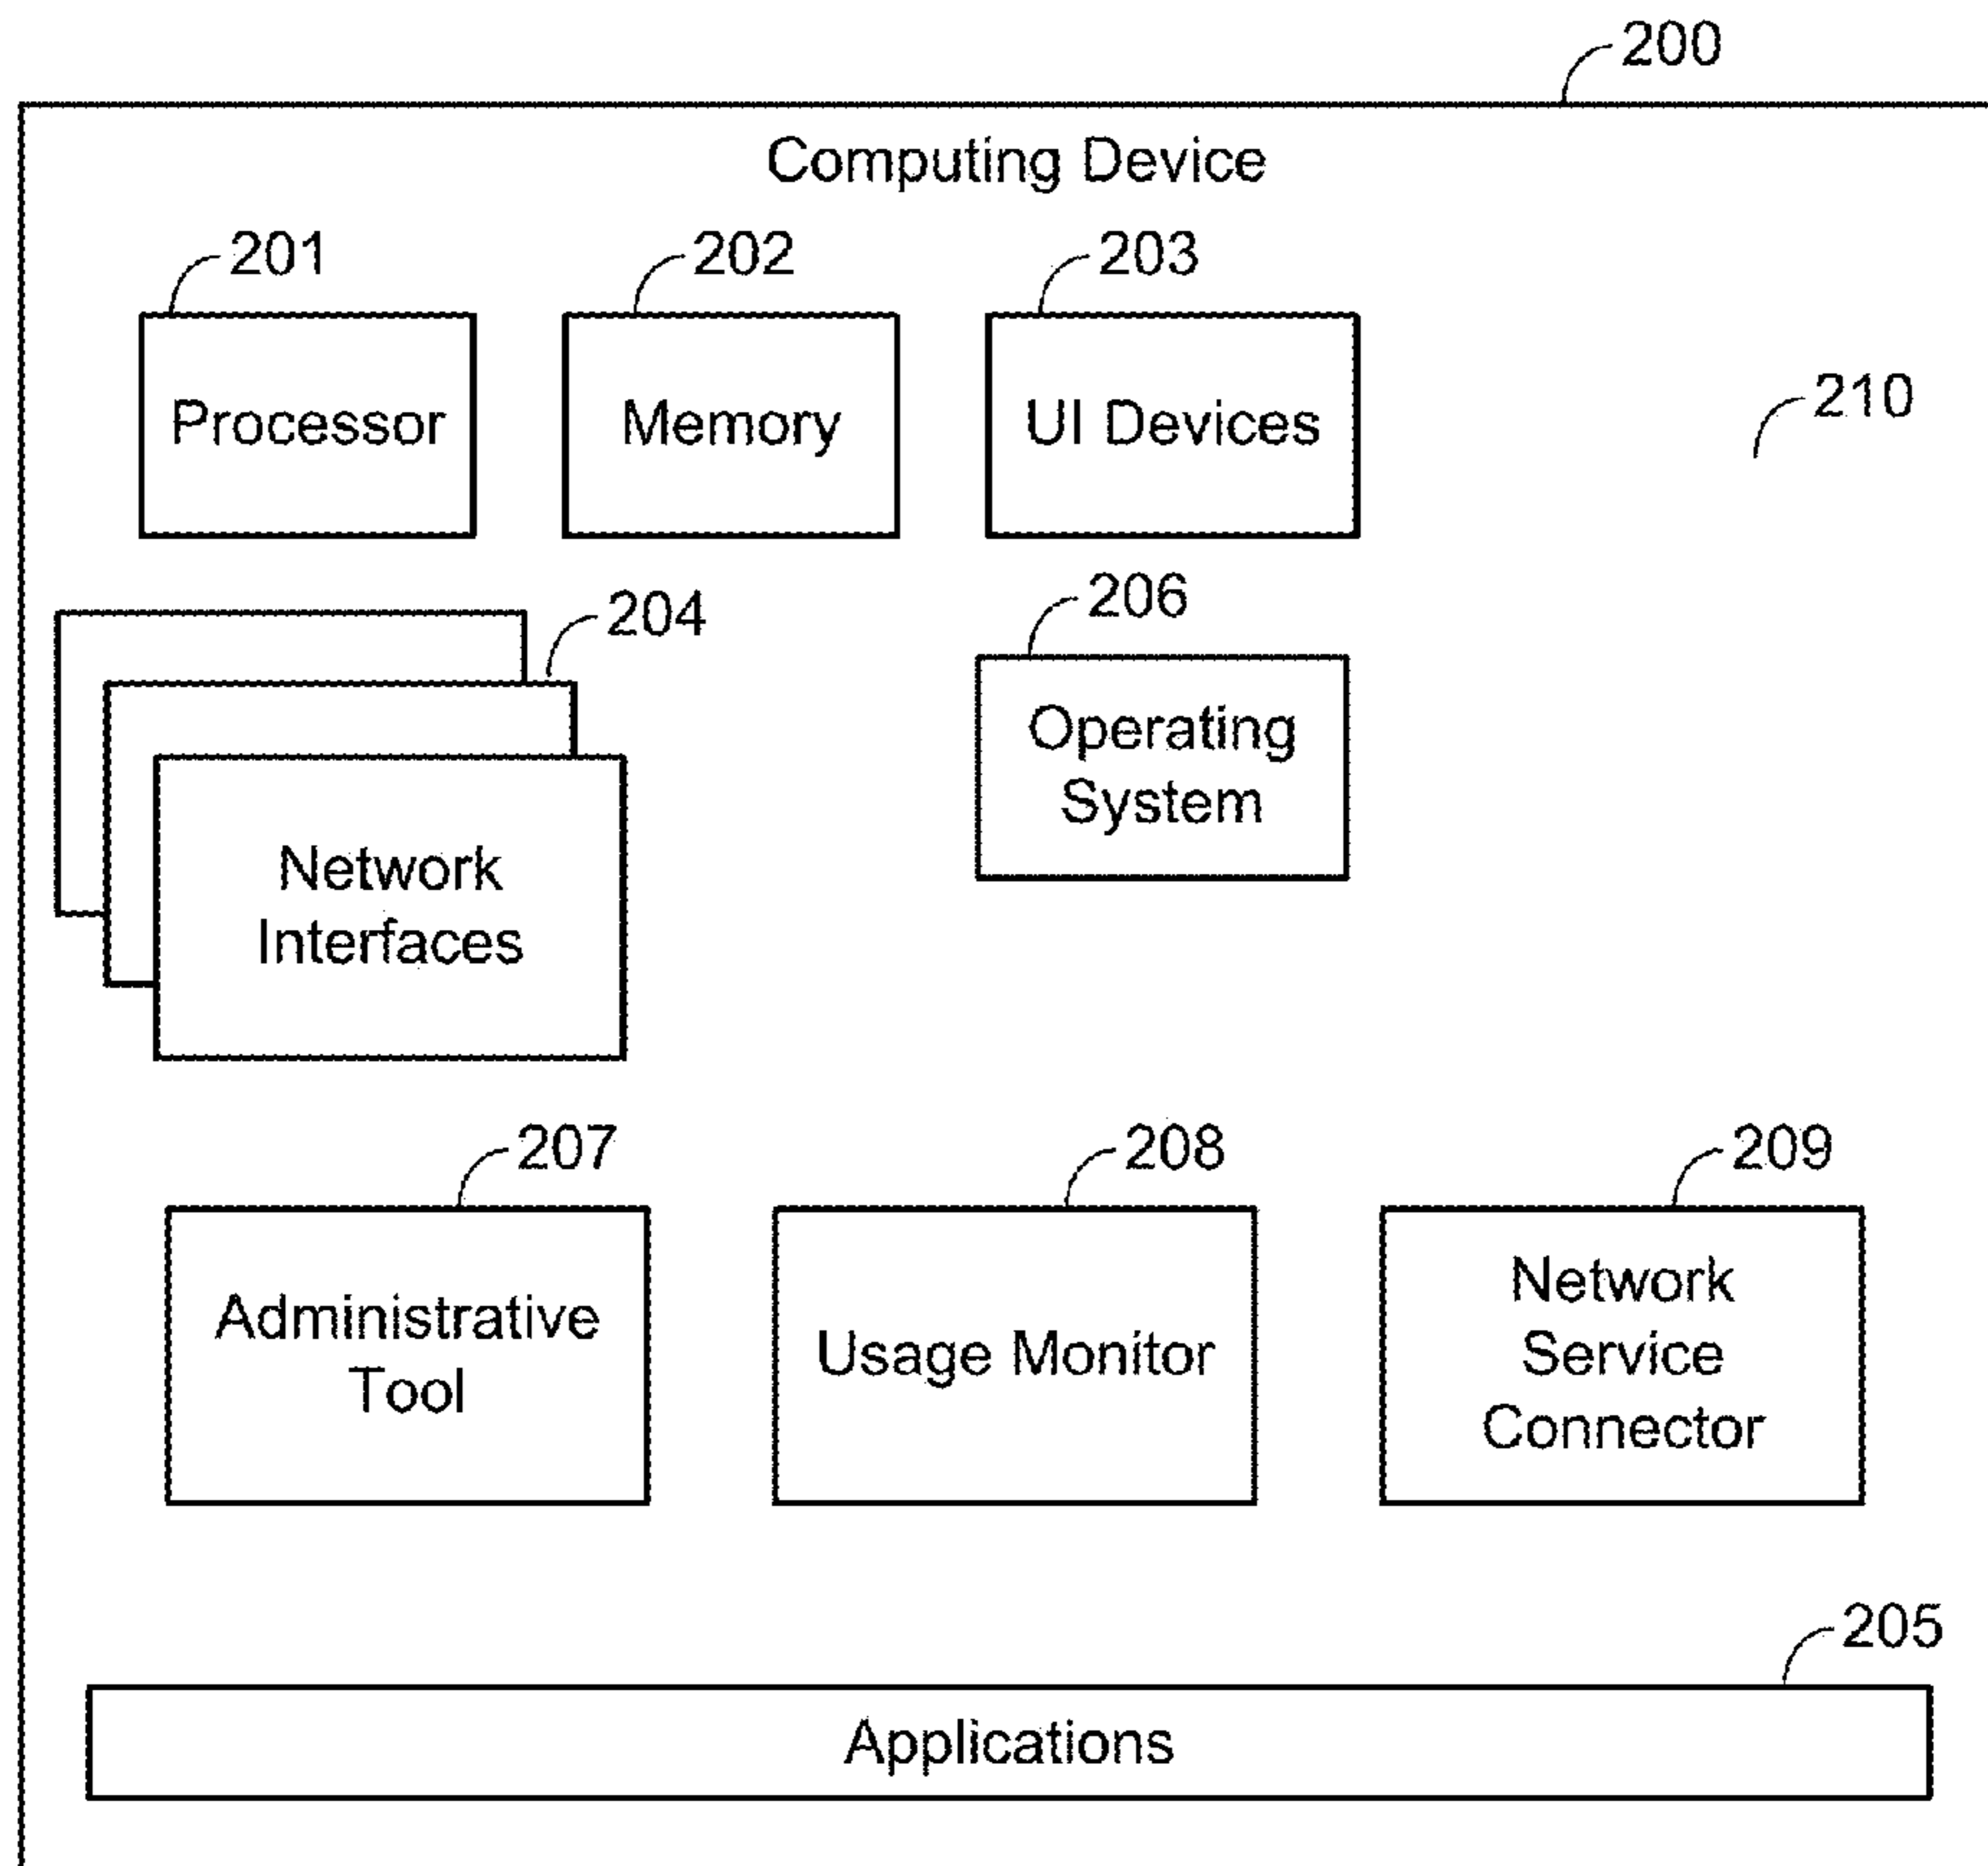 200
Computing Device
201
202
203
Processor
Memory
UI Devices
210
204
206
Operating
System
Network
Interfaces
207
208
209
Administrative
Tool
Usage Monitor
Network
Service
Connector
205
Applications